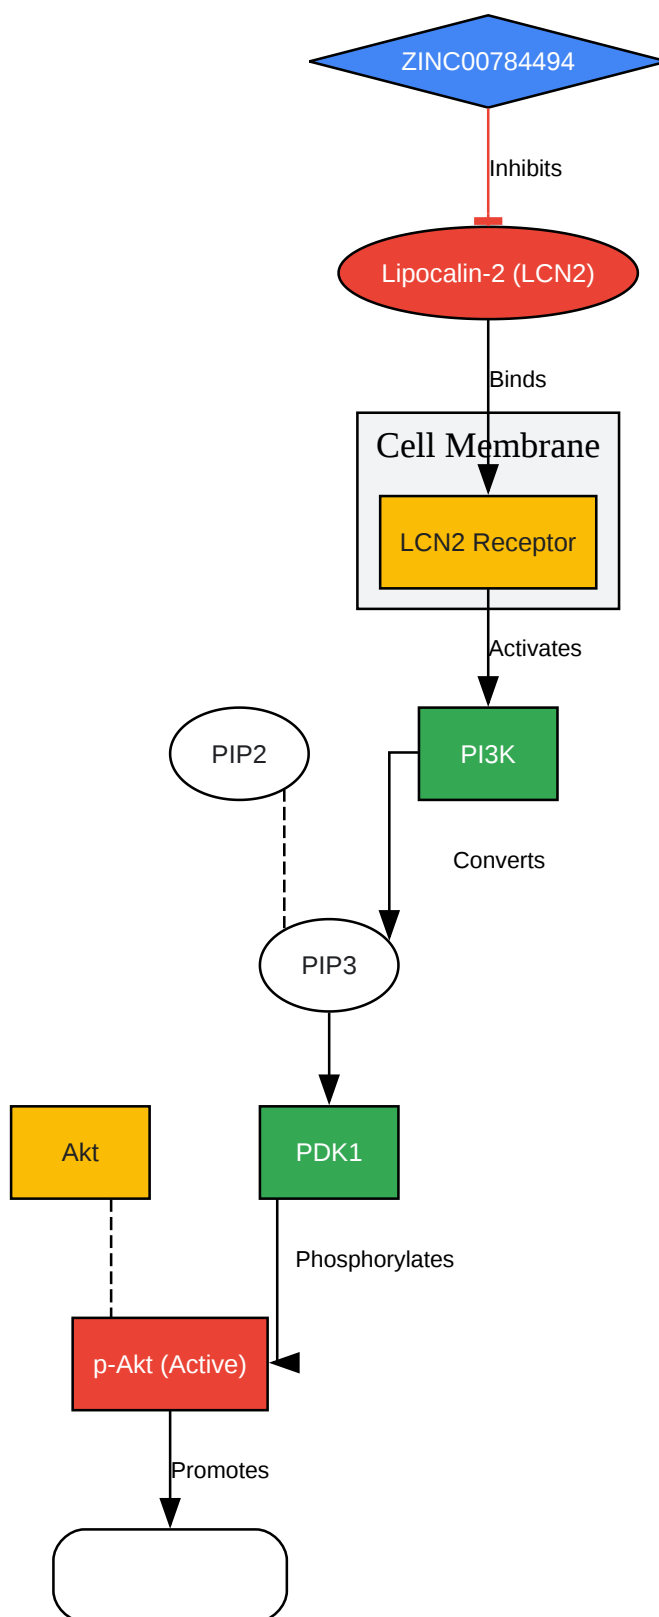 ZINC00784494
Inhibits
Lipocalin-2 (LCN2)
Binds
Cell Membrane
LCN2 Receptor
Activates
PIP2
PI3K
Converts
PIP3
Akt
PDK1
Phosphorylates
p-Akt (Active)
Promotes